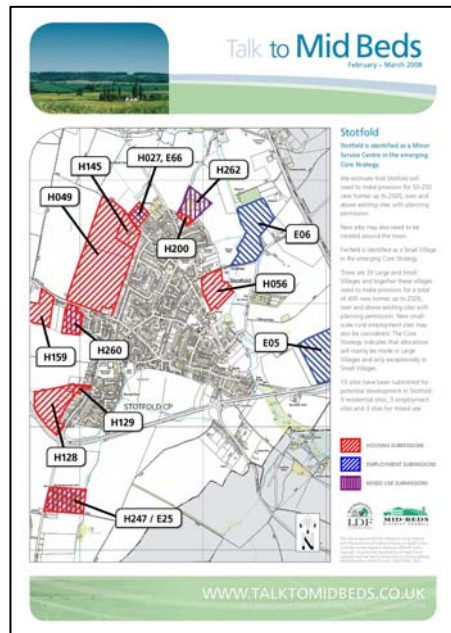 Talk to Mid Beds
February – March 2008
Stotfold
Stotfold is identified as a Minor
Service Centre in the emerging
Core Strategy.
We estimate that Stotfold will
need to make provision for 50-250
new homes up to 2026, over and
above existing sites with planning
permission.
New jobs may also need to be
created around the town.
Fairfield is identified as a Small Village
in the emerging Core Strategy.
There are 39 Large and Small
Villages and together these villages
need to make provision for a total
of 400 new homes up to 2026,
over and above existing sites with
planning permission. New small-
scale rural employment sites may
also be considered. The Core
Strategy indicates that allocations
will mainly be made in Large
Villages and only exceptionally in
Small Villages.
15 sites have been submitted for
potential development in Stotfold
9 residential sites, 3 employment
sites and 3 sites for mixed use
H027, E66
H145
H262
H049
H200
E06
Stotfold
H056
E05
H159
H260
STOTFOLD CP
H129
H128
H247 / E25
HOUSING SUBMISSIONS
EMPLOYMENT SUBMISSIONS
MIXED USE SUBMISSIONS
LDF
MID-BEDS
DISTRICT COUNCIL
WWW.TALKTOMIDBEDS.CO.UK